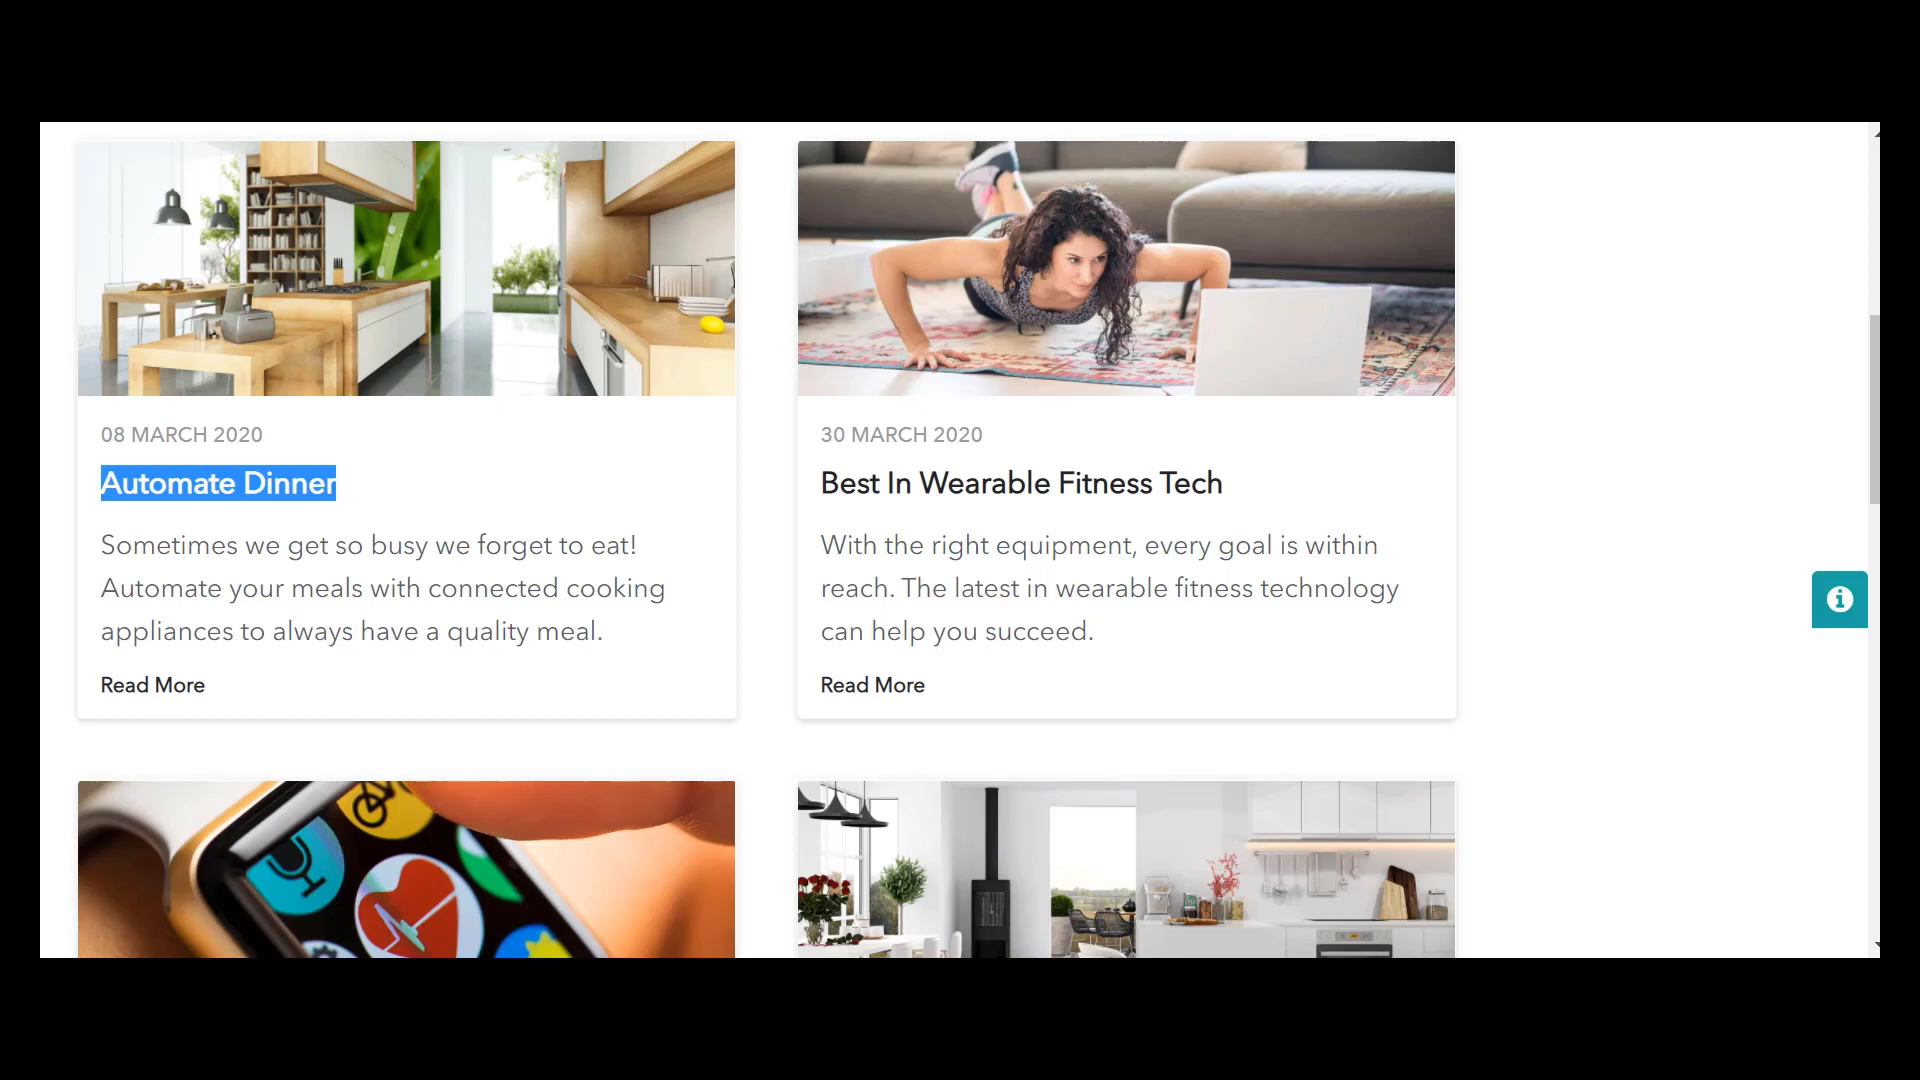 08 MARCH 2020
Automate Dinner
Sometimes we get so busy we forget to eat!
Automate your meals with connected cooking
appliances to always have a quality meal.
Read More
30 MARCH 2020
Best In Wearable Fitness Tech
With the right equipment, every goal is within
reach. The latest in wearable fitness technology
can help you succeed.
Read More